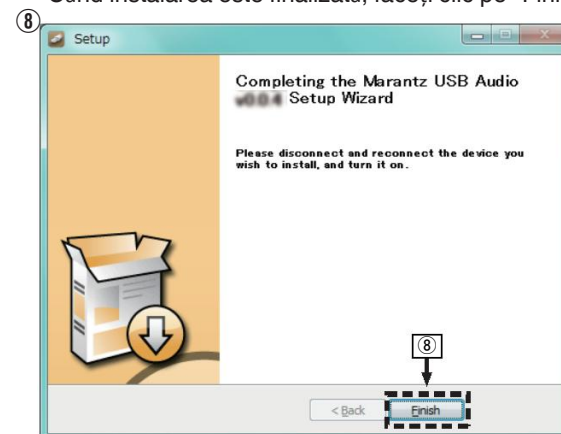 Când instalarea este finalizată, faceți clic pe "Fini
⑧
Setup
Completing the Marantz USB Audio
Setup Wizard
Please disconnect and reconnect the device you
wish to install, and turn it on.
⑧
< Back
Finish